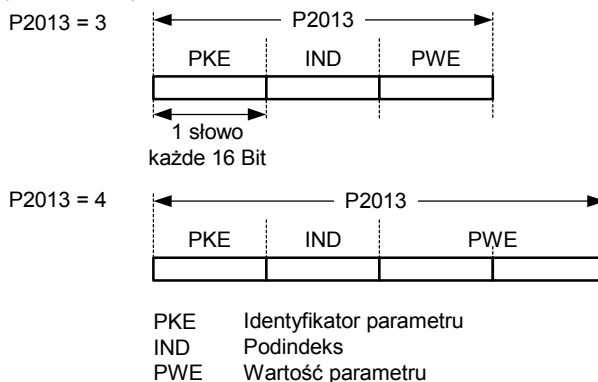 P2013 = 3
P2013
PKE IND PWE
1 słowo
każde 16 Bit
P2013 = 4
P2013
PKE IND PWE
PKE Identyfikator parametru
IND Podindeks
PWE Wartość parametru